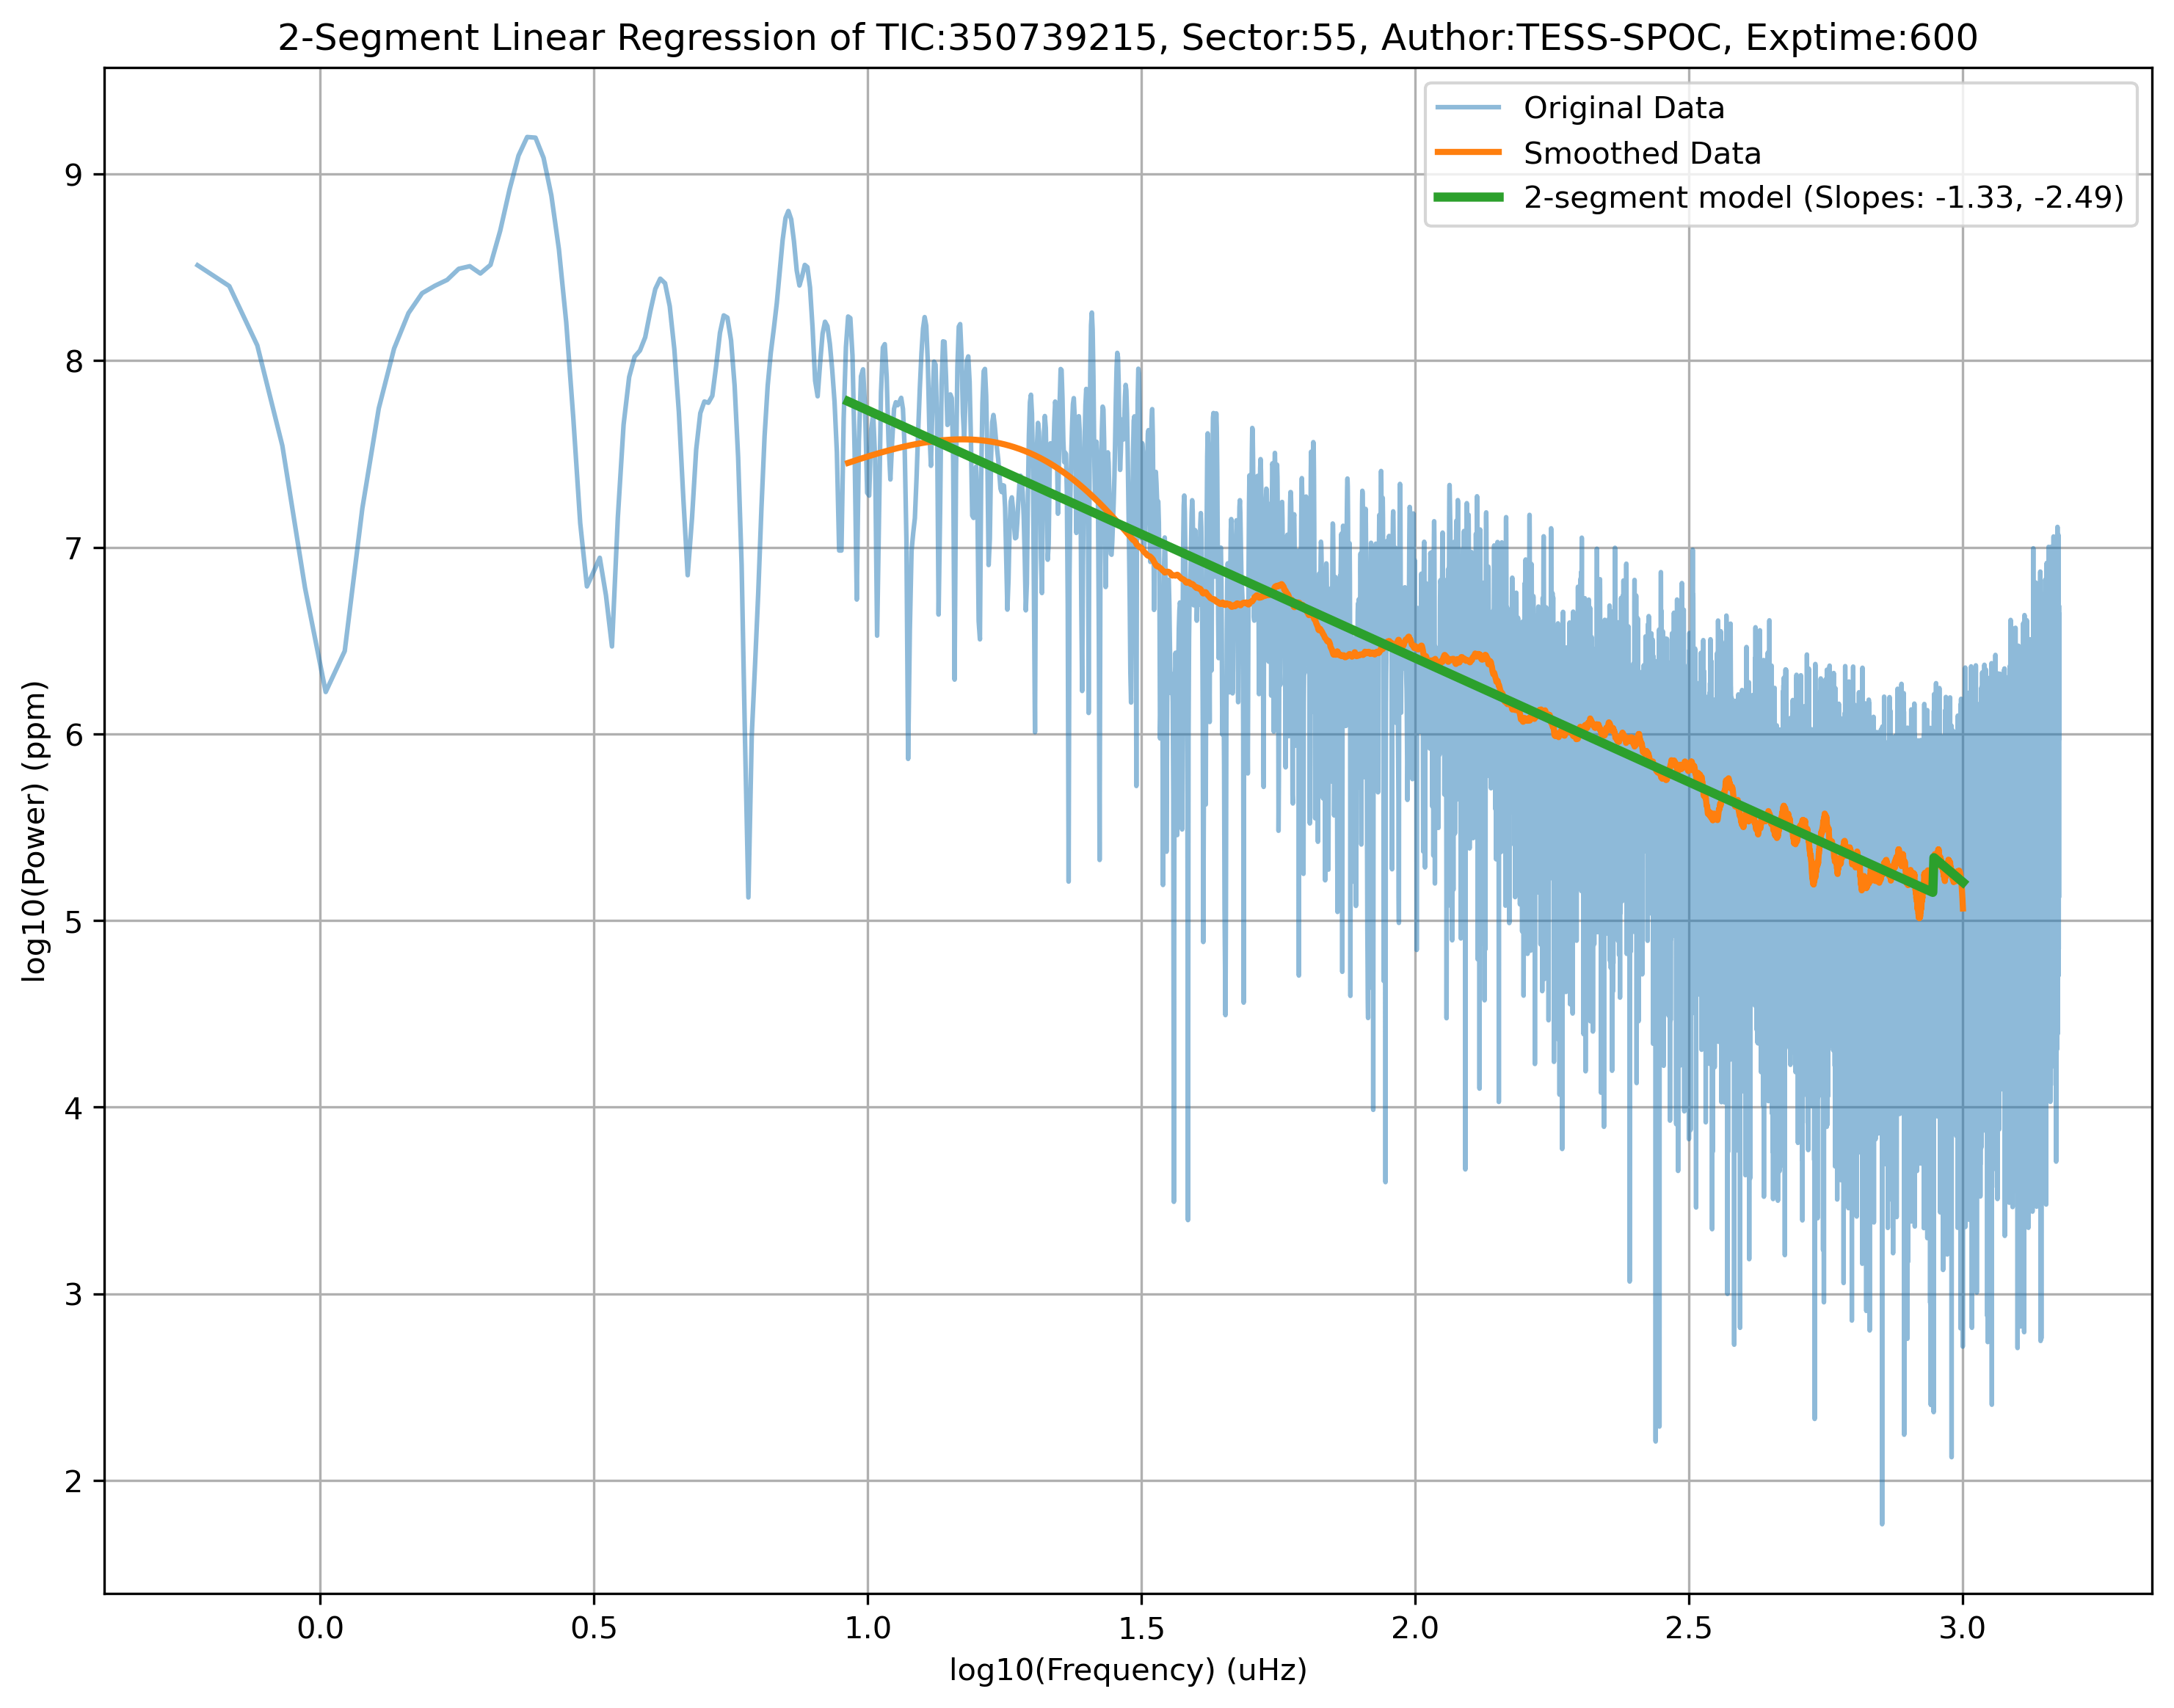 2-Segment Linear Regression of TIC:350739215, Sector:55, Author:TESS-SPOC, Exptime:600
Original Data
Smoothed Data
2-segment model (Slopes: -1.33, -2.49)
log10(Power) (ppm)
9
8
7
6
5
4
3
2
0.0 0.5 1.0 1.5 2.0 2.5 3.0
log10(Frequency) (uHz)